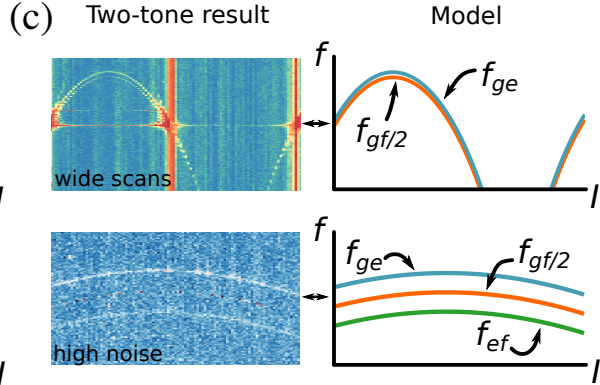 (c) Two-tone result Model
f
f_ge
f_gf/2
wide scans
I I
f
f_ge
f_gf/2
f_ef
high noise
I I